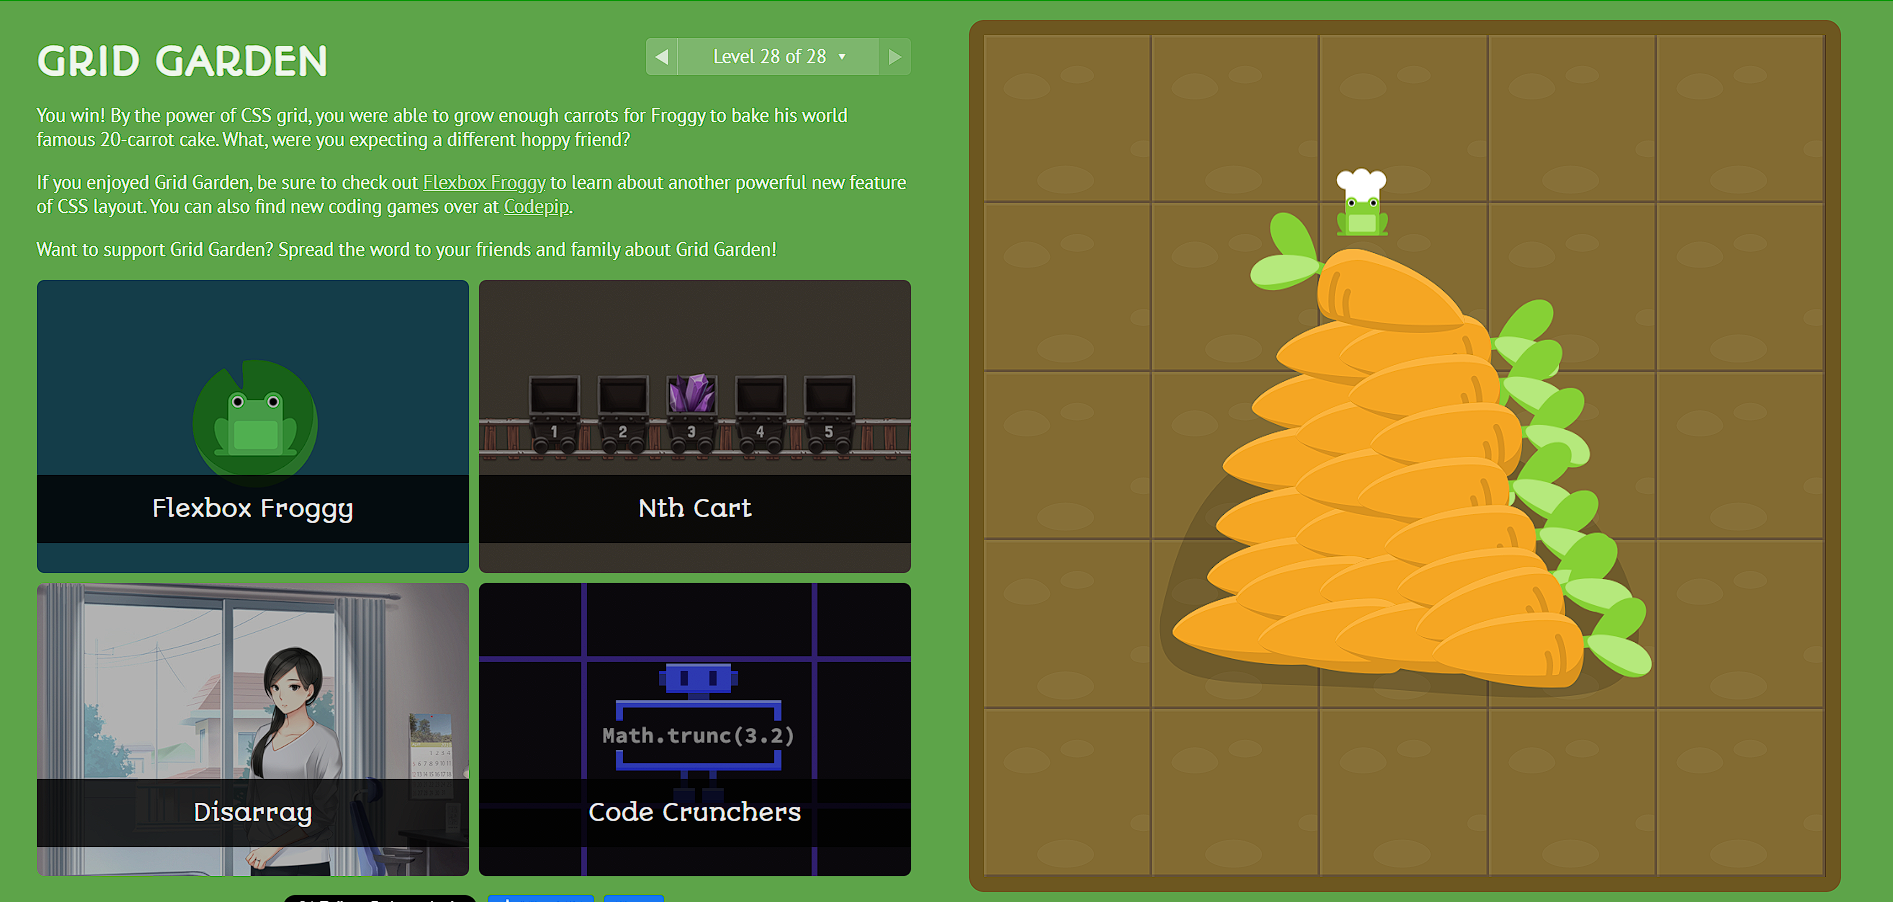 GRID GARDEN
Level 28 of 28
You win! By the power of CSS grid, you were able to grow enough carrots for Froggy to bake his world
famous 20-carrot cake. What, were you expecting a different hoppy friend?
If you enjoyed Grid Garden, be sure to check out Flexbox Froggy to learn about another powerful new feature
of CSS layout. You can also find new coding games over at Codepip.
Want to support Grid Garden? Spread the word to your friends and family about Grid Garden!
1 2 3 4 5
Flexbox Froggy
Nth Cart
Math.trunc(3.2)
Disarray
Code Crunchers